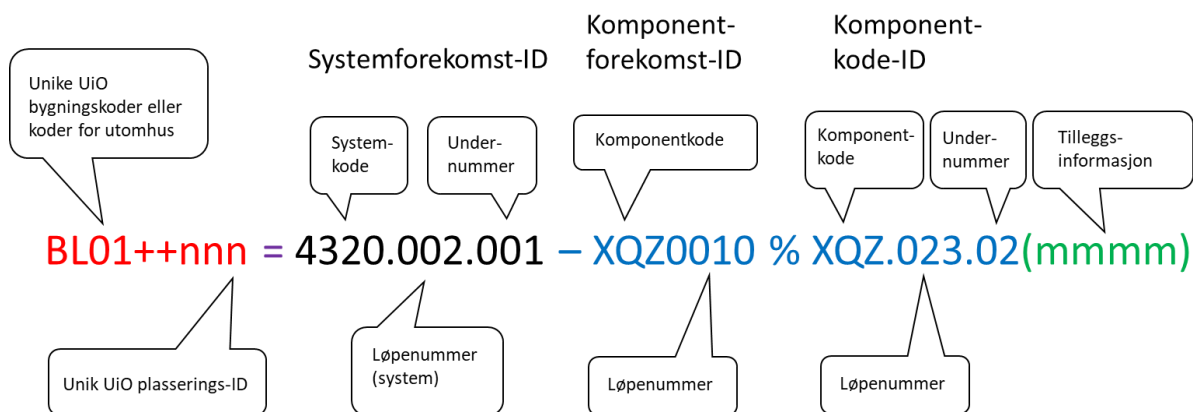 Systemforekomst-ID
Komponent-
forekomst-ID
Komponent-
kode-ID
Unike UiO
bygningskoder eller
koder for utomhus
System-
kode
Under-
nummer
Komponentkode
Komponent-
kode
Under-
nummer
Tilleggs-
informasjon
BL01++nnn = 4320.002.001 – XQZ0010 % XQZ.023.02(mmmm)
Unik UiO plasserings-ID
Løpenummer
(system)
Løpenummer
Løpenummer